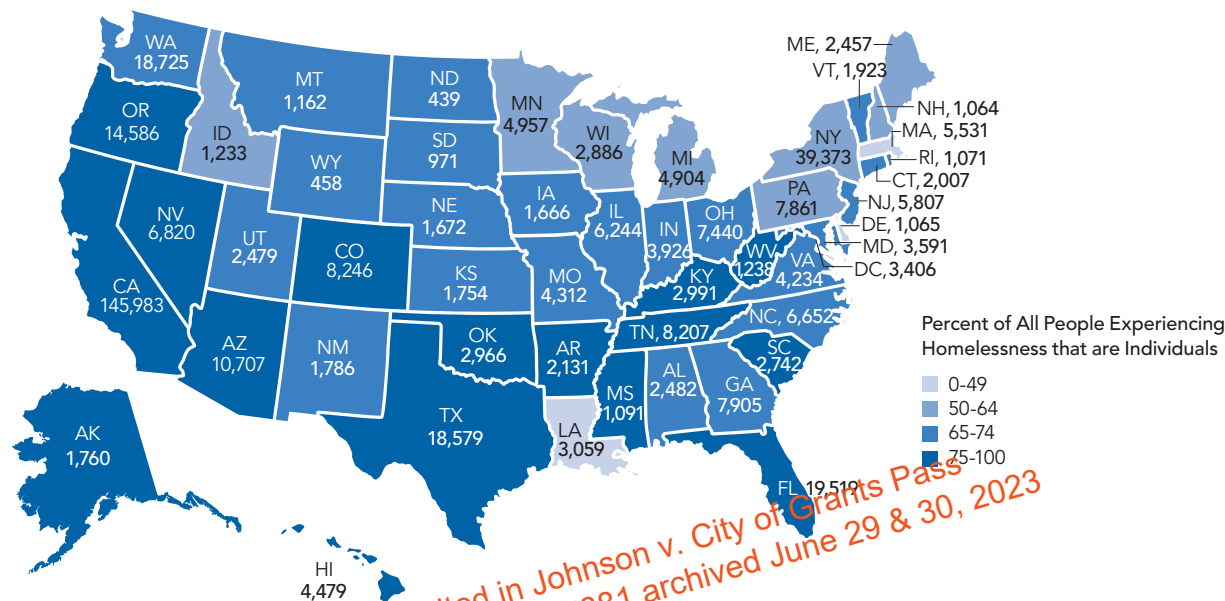 WA
18,725
MT
1,162
ND
439
MN
4,957
ME, 2,457
VT, 1,923
OR
14,586
ID
1,233
WY
458
SD
971
WI
2,886
MI
4,904
NY
39,373
NH, 1,064
MA, 5,531
RI, 1,071
CT, 2,007
NV
6,820
UT
2,479
CO
8,246
NE
1,672
IA
1,666
IL
6,244
IN
3,926
OH
7,440
PA
7,861
NJ, 5,807
DE, 1,065
MD, 3,591
DC, 3,406
CA
145,983
KS
1,754
MO
4,312
KY
2,991
WV
1,238
VA
4,234
AZ
10,707
NM
1,786
OK
2,966
AR
2,131
TN, 8,207
NC, 6,652
SC
2,742
TX
18,579
LA
3,059
MS
1,091
AL
2,482
GA
7,905
FL 19,519
AK
1,760
HI
4,479
Percent of All People Experiencing
Homelessness that are Individuals
0-49
50-64
65-74
75-100
in Johnson v. City of Grants Pass
archived June 29 & 30, 2023